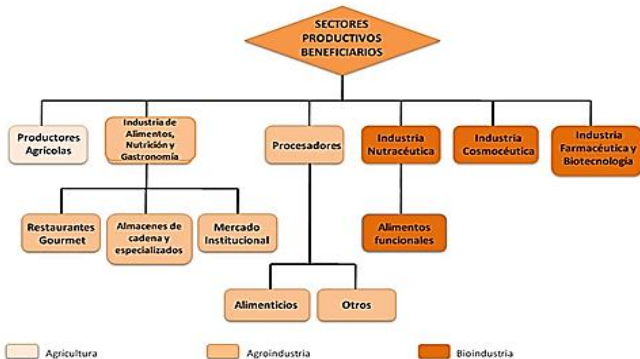 SECTORES
PRODUCTIVOS
BENEFICIARIOS
Productores
Agrícolas
Industria de
Alimentos,
Nutrición y
Gastronomía
Procesadores
Industria
Nutracéutica
Industria
Cosmocéutica
Industria
Farmacéutica y
Biotecnología
Restaurantes
Gourmet
Almacenes de
cadena y
especializados
Mercado
Institucional
Alimentos
funcionales
Alimenticios
Otros
Agricultura
Agroindustria
Bioindustria